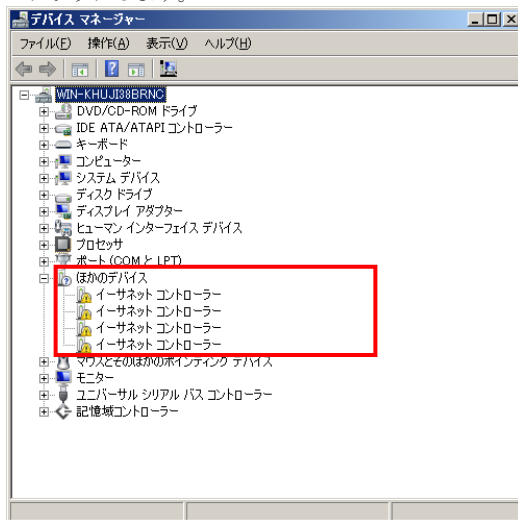 デバイス マネージャー
ファイル(F) 操作(A) 表示(V) ヘルプ(H)
WIN-KHUJI38BRNC
DVD/CD-ROM ドライブ
IDE ATA/ATAPI コントローラー
キーボード
コンピューター
システム デバイス
ディスク ドライブ
ディスプレイ アダプター
ヒューマン インターフェイス デバイス
プロセッサ
ポート (COM と LPT)
ほかのデバイス
イーサネット コントローラー
イーサネット コントローラー
イーサネット コントローラー
イーサネット コントローラー
マウスとそのほかのポインティング デバイス
モニター
ユニバーサル シリアル バス コントローラー
記憶域コントローラー